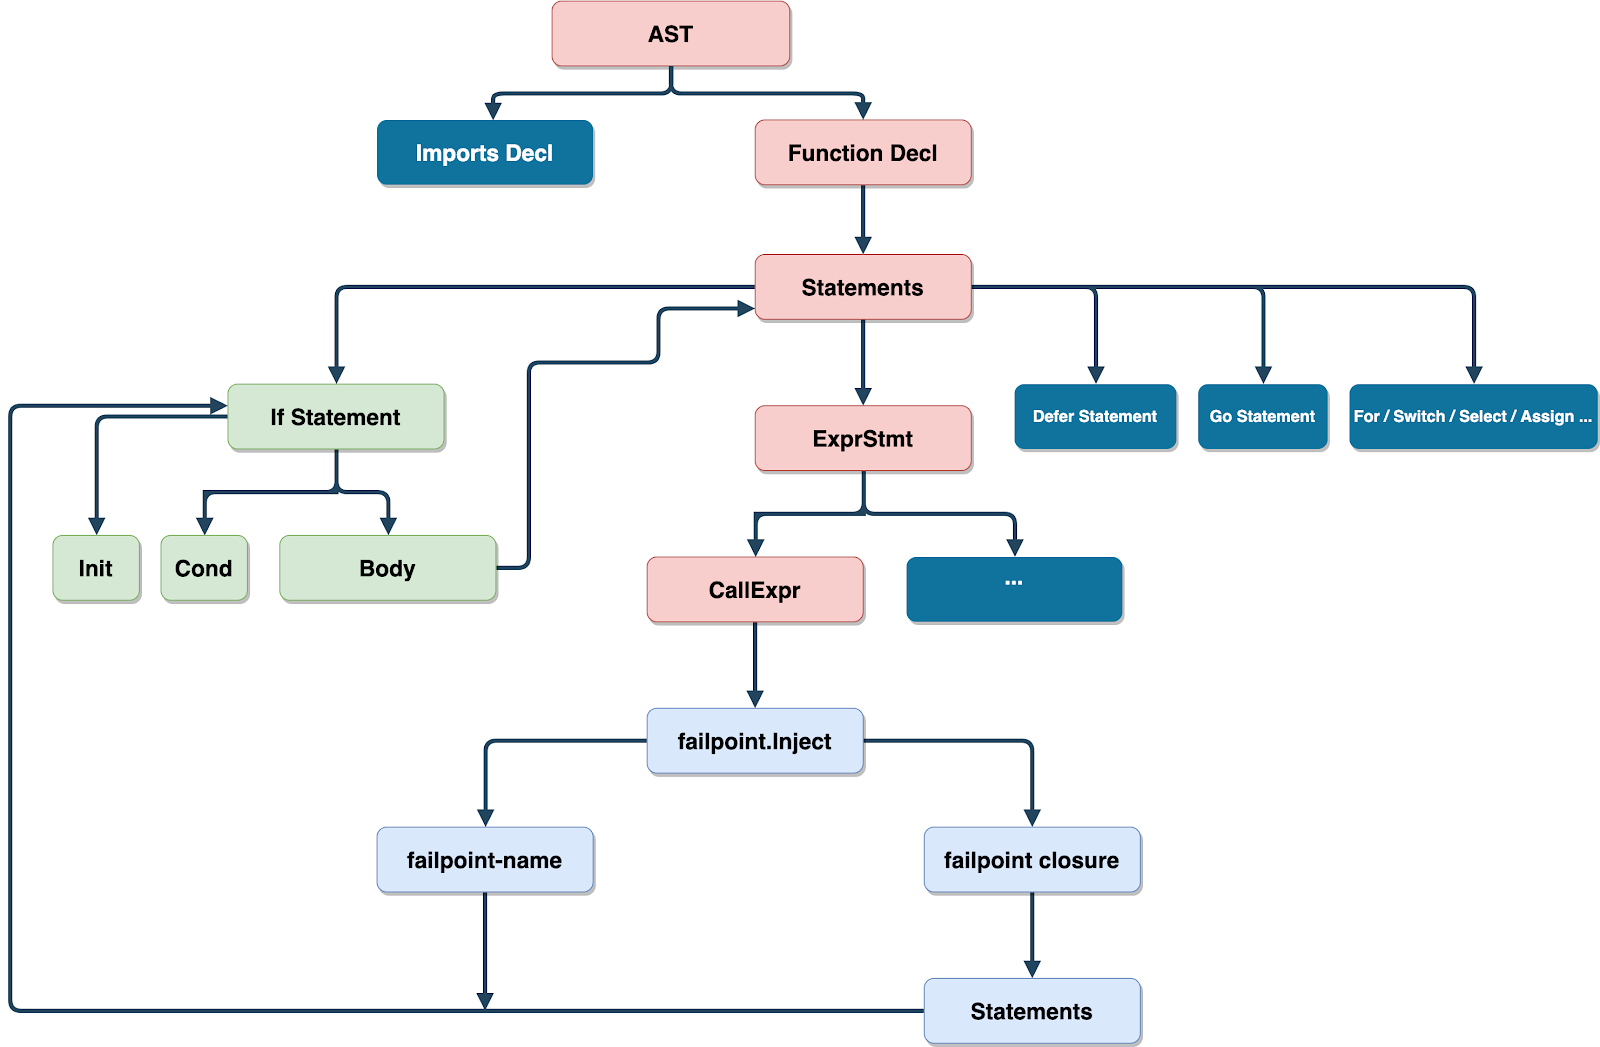 AST
Imports Decl
Function Decl
Statements
If Statement
ExprStmt
Defer Statement
Go Statement
For / Switch / Select / Assign ...
Init
Cond
Body
CallExpr
...
failpoint.Inject
failpoint-name
failpoint closure
Statements